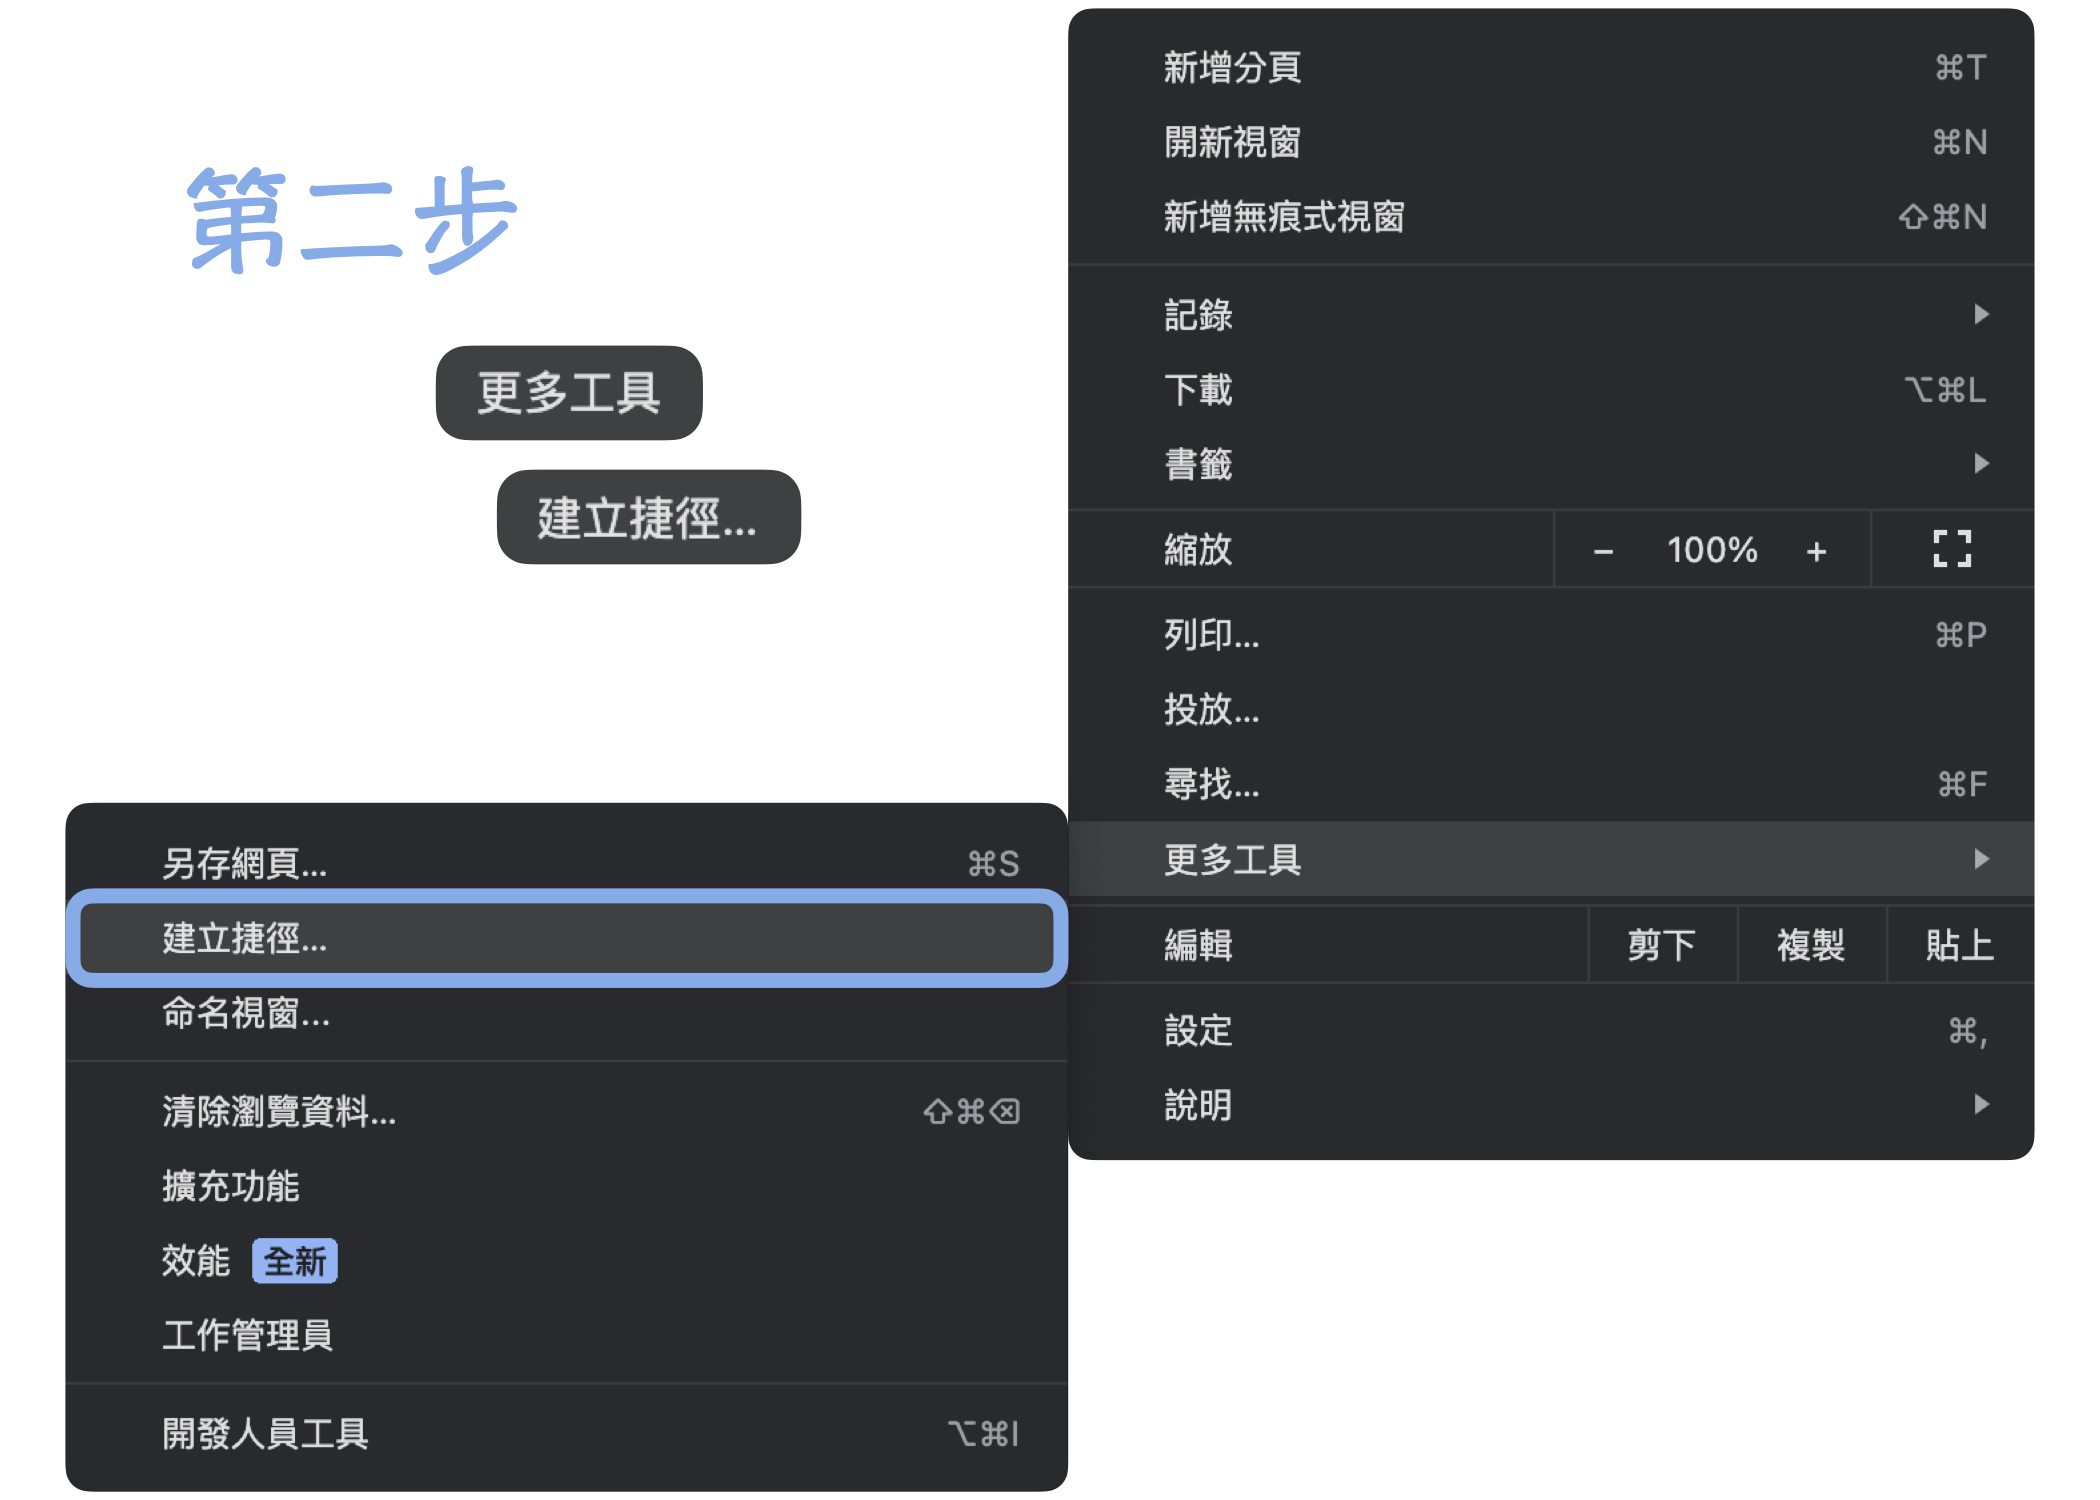 第二步
更多工具
建立捷徑...
新增分頁 ⌘T
開新視窗 ⌘N
新增無痕式視窗 ⇧⌘N
記錄
下載 ⌥⌘L
書籤
縮放 − 100% +
列印... ⌘P
投放...
尋找... ⌘F
更多工具
編輯 剪下 複製 貼上
設定 ⌘,
說明
另存網頁... ⌘S
建立捷徑...
命名視窗...
清除瀏覽資料... ⇧⌘⌫
擴充功能
效能 全新
工作管理員
開發人員工具 ⌥⌘I